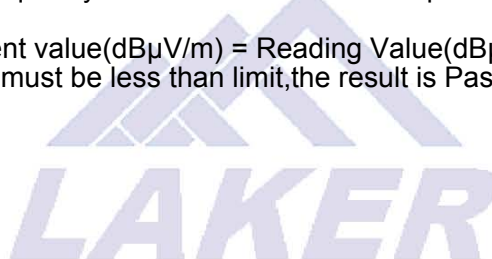 ent value(dBμV/m) = Reading Value(dBμ
must be less than limit,the result is Pas
LAKER